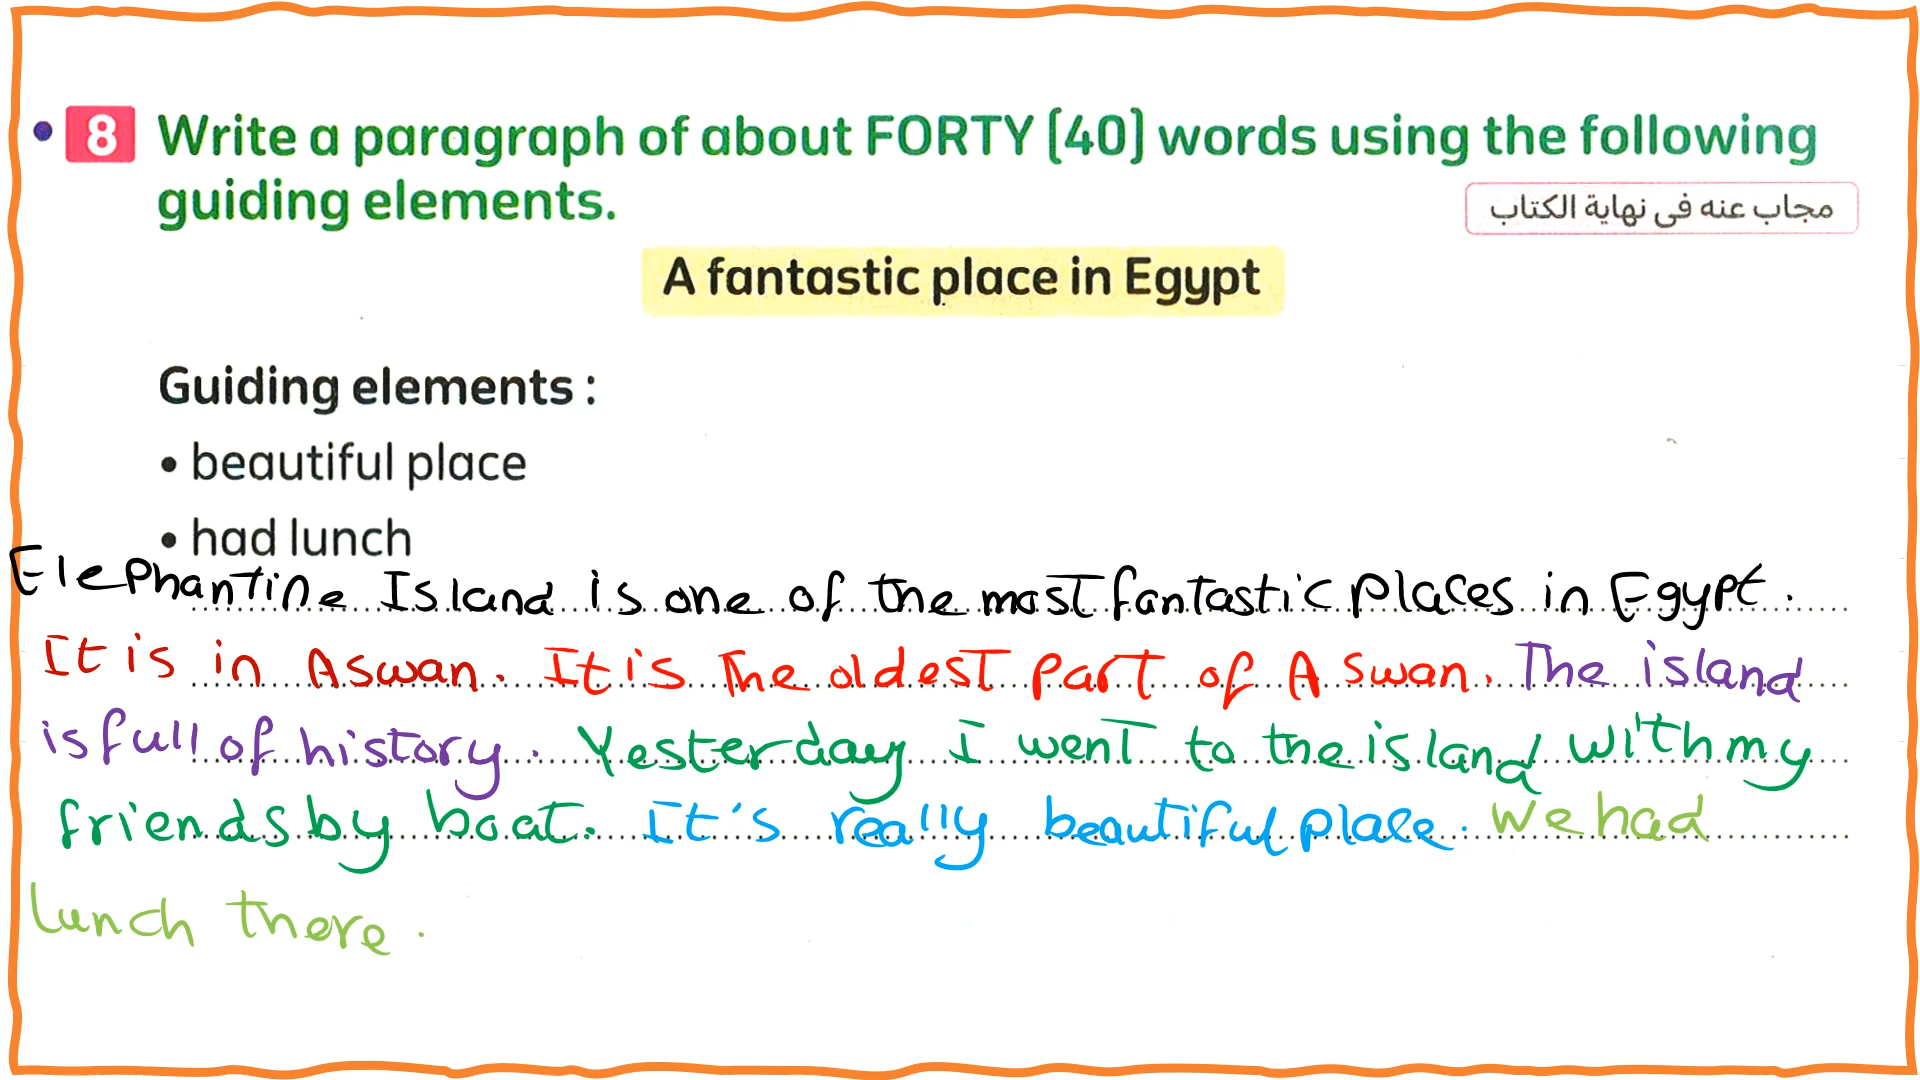 • 8 Write a paragraph of about FORTY (40) words using the following
guiding elements.
مجاب عنه فى نهاية الكتاب
A fantastic place in Egypt
Guiding elements :
• beautiful place
• had lunch
Elephantine Island is one of the most fantastic places in Egypt.
It is in Aswan. It is the oldest part of Aswan. The island
is full of history. Yesterday I went to the island with my
friends by boat. It's really beautiful place. We had
lunch there.